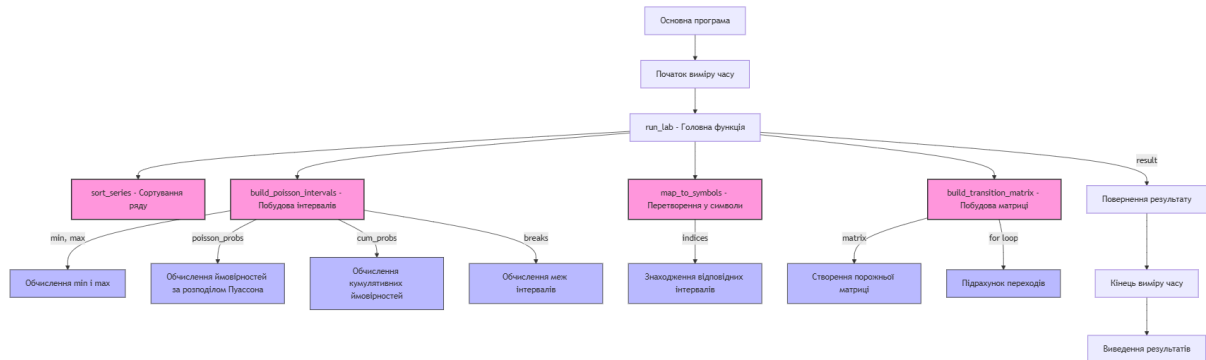 Основна програма
Початок виміру часу
run_lab - Головна функція
result
sort_series - Сортування
ряду
build_poisson_intervals -
Побудова інтервалів
map_to_symbols -
Перетворення у символи
build_transition_matrix -
Побудова матриці
Повернення результату
min, max
poisson_probs
cum_probs
breaks
indices
matrix
for loop
Обчислення min і max
Обчислення ймовірностей
за розподілом Пуассона
Обчислення
кумулятивних
ймовірностей
Обчислення меж
інтервалів
Знаходження відповідних
інтервалів
Створення порожньої
матриці
Підрахунок переходів
Кінець виміру часу
Виведення результатів